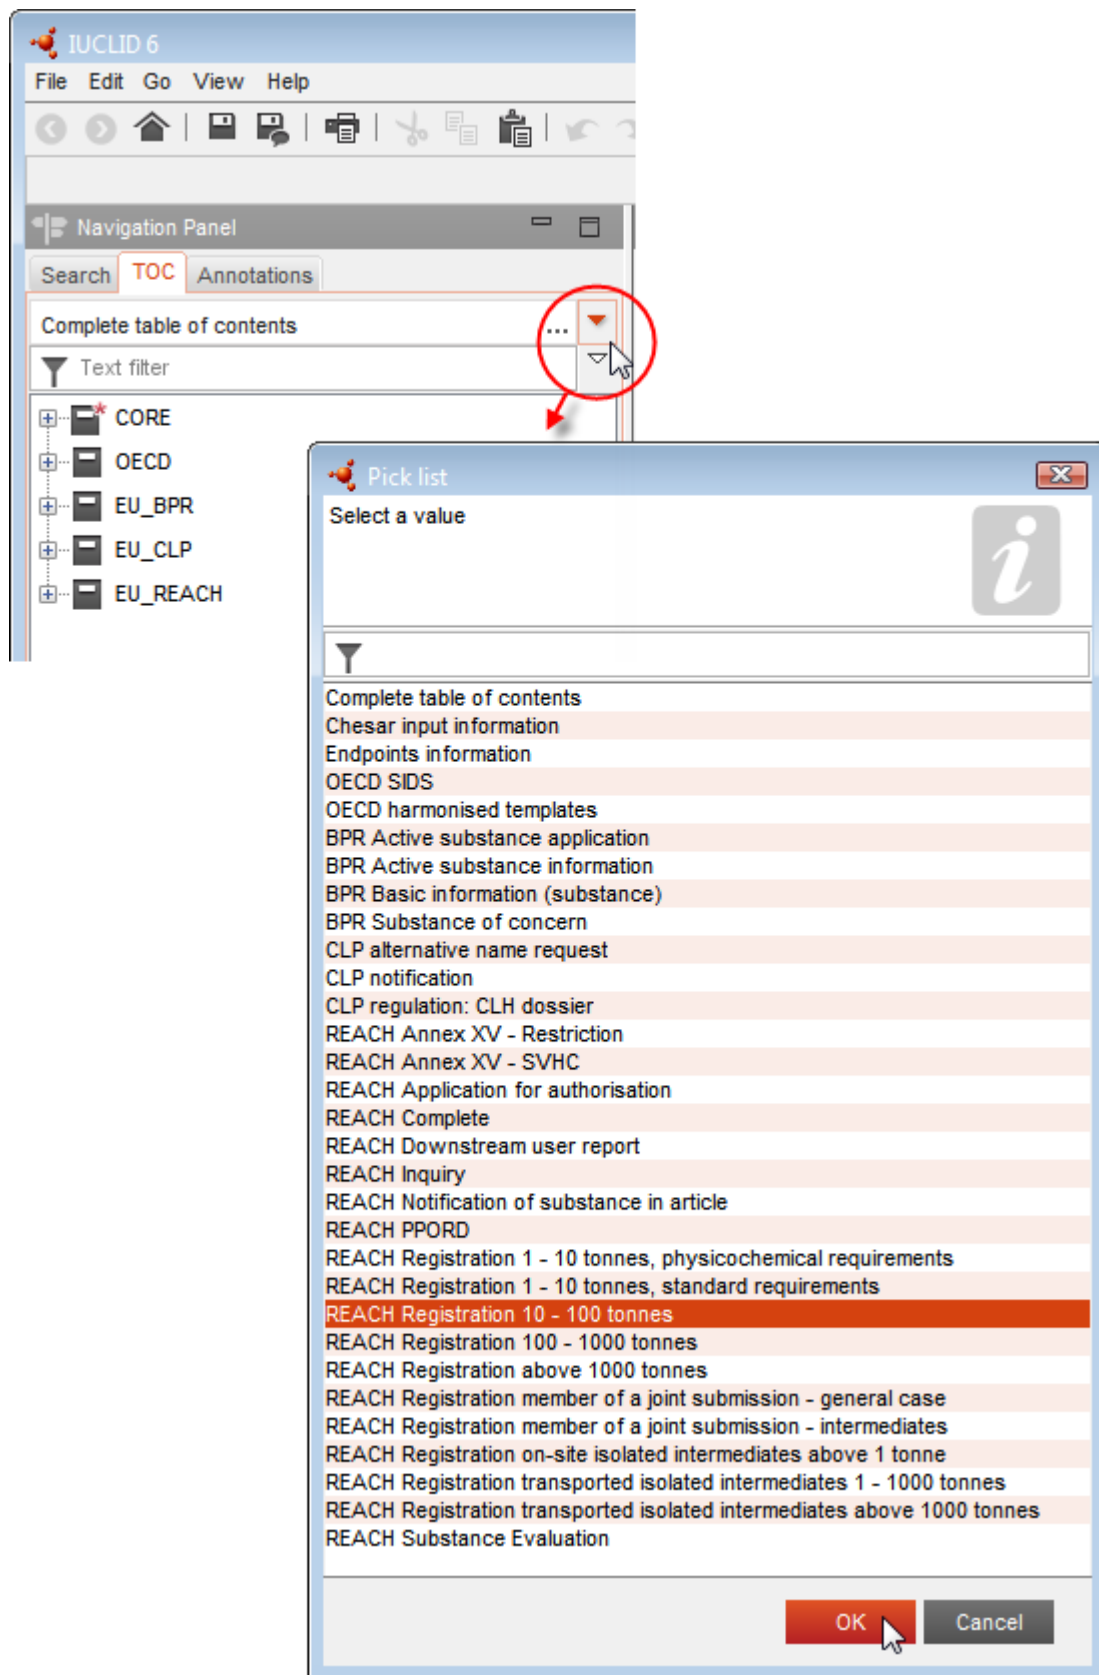 IUCLID 6
File Edit Go View Help
Navigation Panel
Search TOC Annotations
Complete table of contents ...
Text filter
CORE
OECD
EU_BPR
EU_CLP
EU_REACH
Pick list
Select a value
Complete table of contents
Chesar input information
Endpoints information
OECD SIDS
OECD harmonised templates
BPR Active substance application
BPR Active substance information
BPR Basic information (substance)
BPR Substance of concern
CLP alternative name request
CLP notification
CLP regulation: CLH dossier
REACH Annex XV - Restriction
REACH Annex XV - SVHC
REACH Application for authorisation
REACH Complete
REACH Downstream user report
REACH Inquiry
REACH Notification of substance in article
REACH PPORD
REACH Registration 1 - 10 tonnes, physicochemical requirements
REACH Registration 1 - 10 tonnes, standard requirements
REACH Registration 10 - 100 tonnes
REACH Registration 100 - 1000 tonnes
REACH Registration above 1000 tonnes
REACH Registration member of a joint submission - general case
REACH Registration member of a joint submission - intermediates
REACH Registration on-site isolated intermediates above 1 tonne
REACH Registration transported isolated intermediates 1 - 1000 tonnes
REACH Registration transported isolated intermediates above 1000 tonnes
REACH Substance Evaluation
OK Cancel